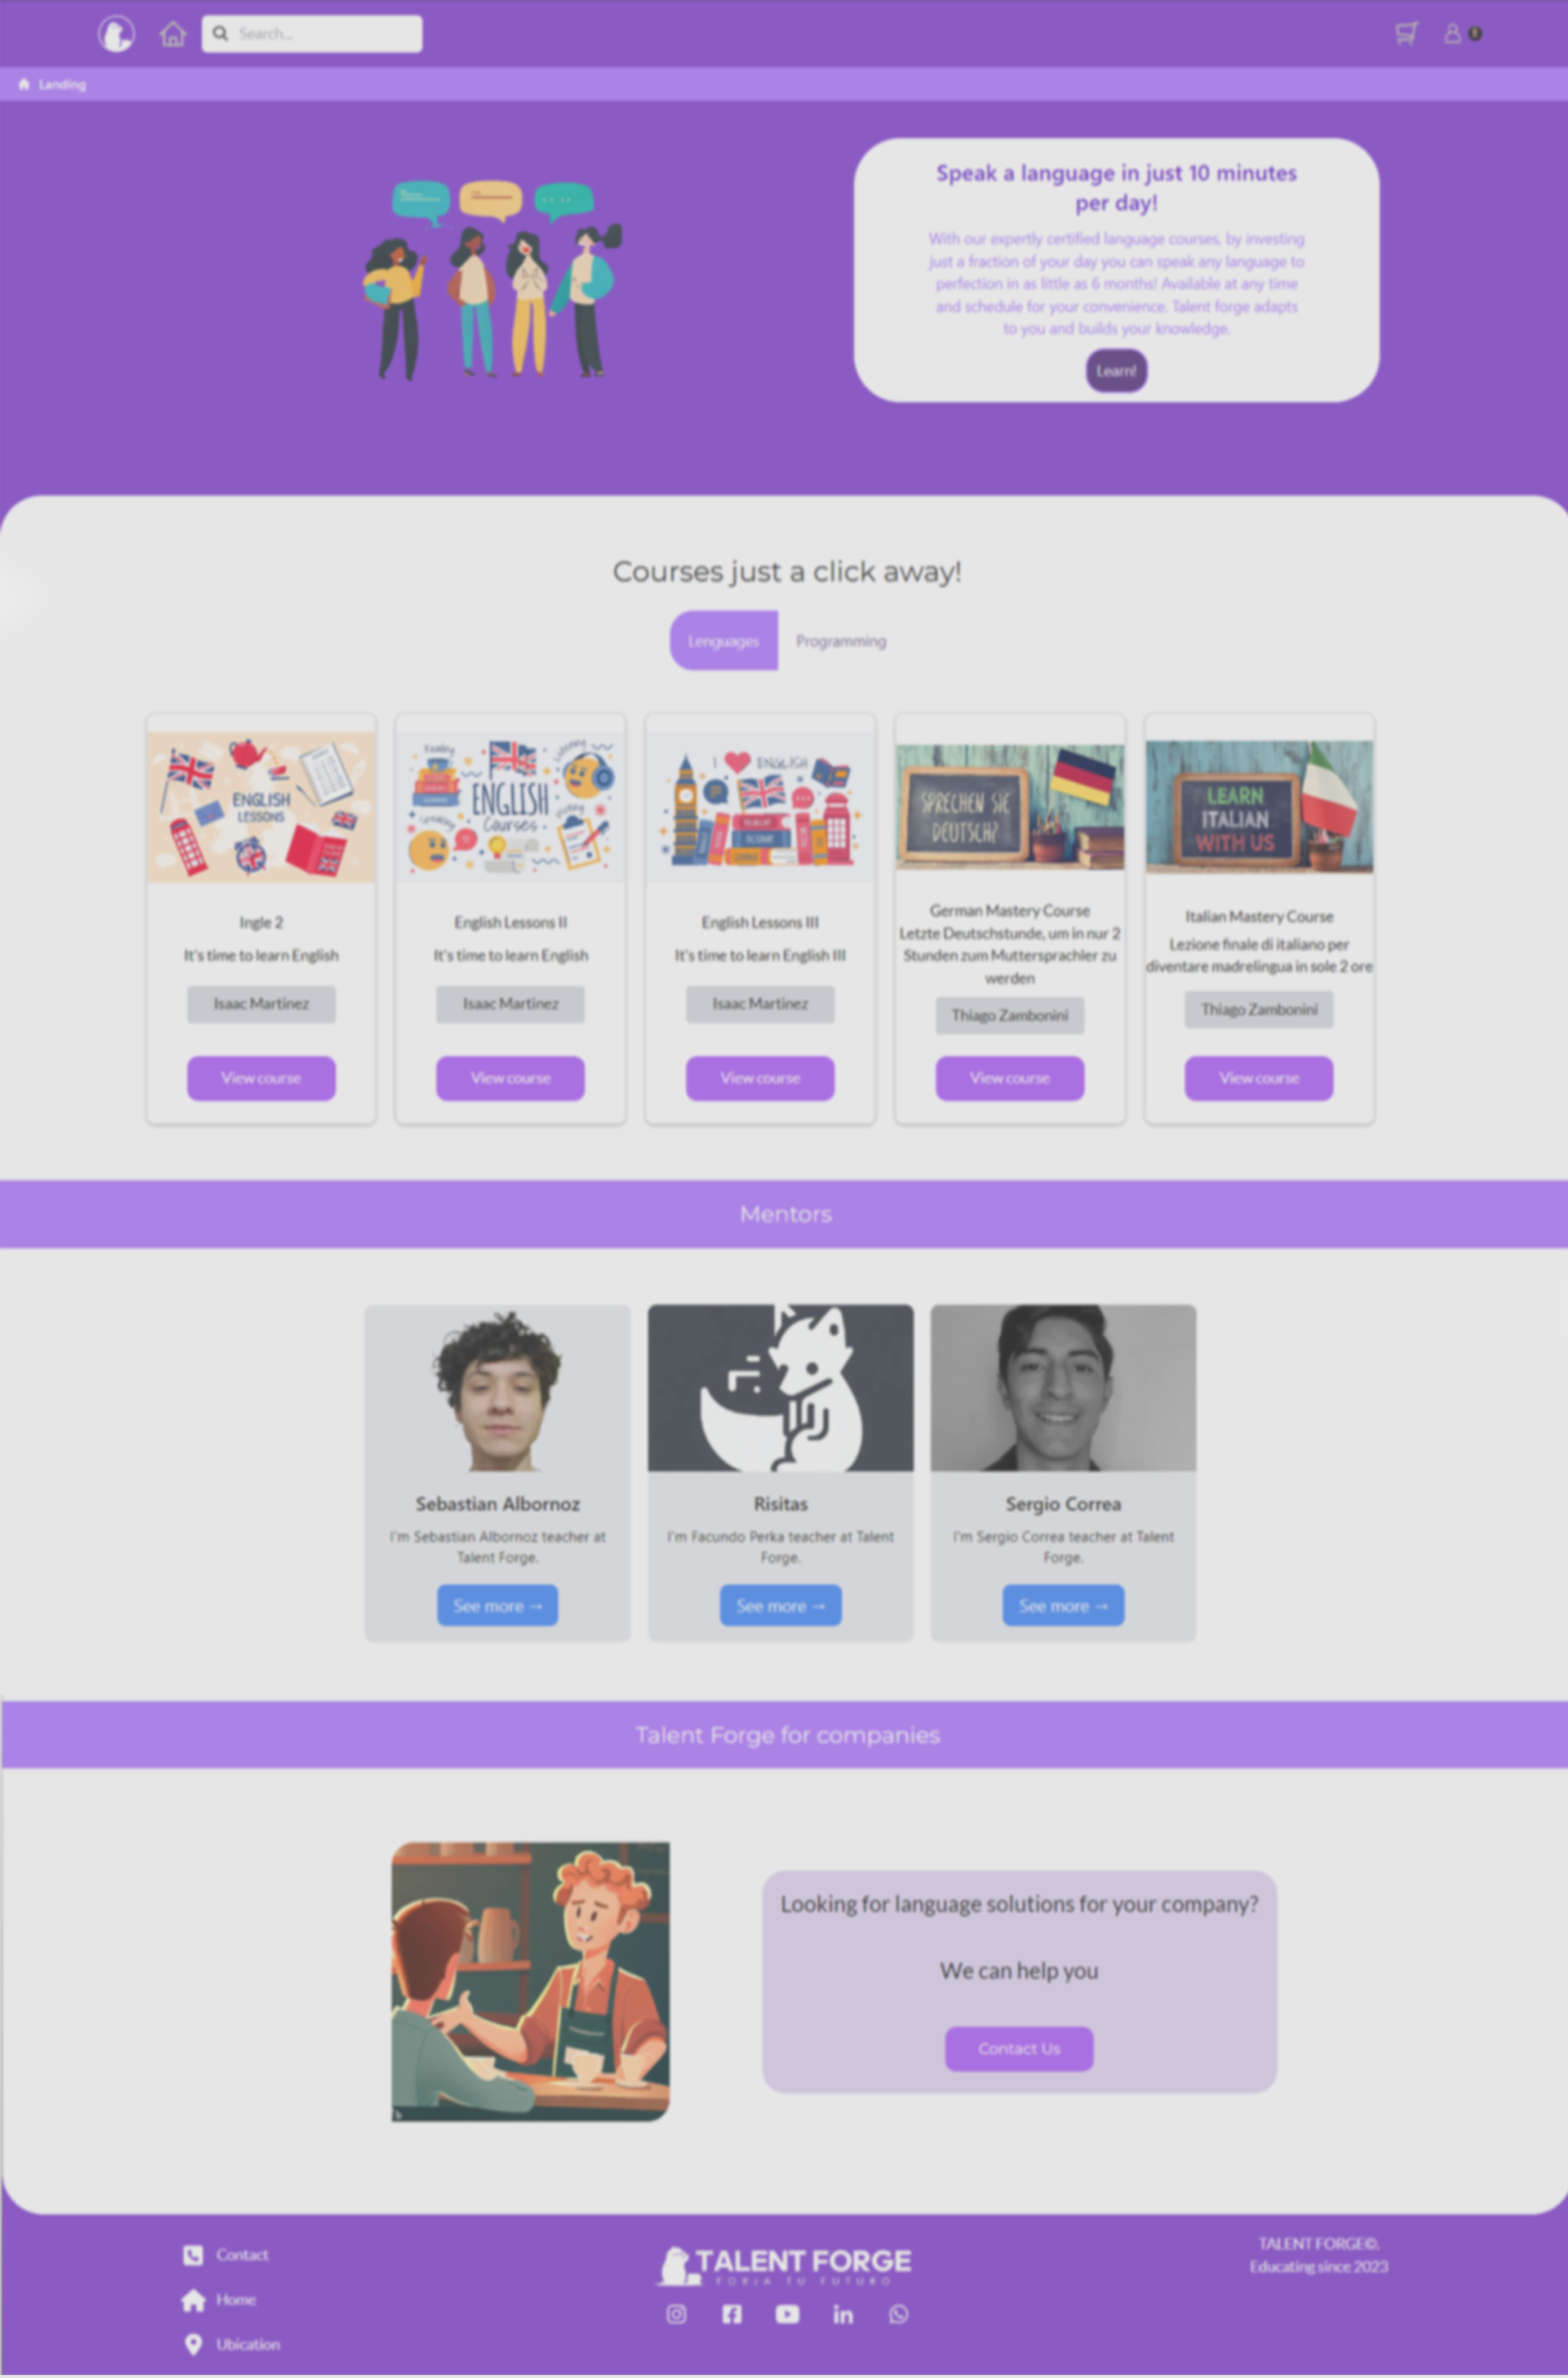 Search...
Landing
Speak a language in just 10 minutes
per day!
With our expertly certified language courses, by investing
just a fraction of your day you can speak any language to
perfection in as little as 6 months! Available at any time
and schedule for your convenience. Talent forge adapts
to you and builds your knowledge.
Learn!
Courses just a click away!
Lenguages
Programming
ENGLISH
LESSONS
Reading
Listening
ENGLISH
Courses
Speaking
Writing
I ENGLISH
SPRECHEN SIE
DEUTSCH?
LEARN
ITALIAN
WITH US
Ingle 2
It's time to learn English
Isaac Martinez
View course
English Lessons II
It's time to learn English
Isaac Martinez
View course
English Lessons III
It's time to learn English III
Isaac Martinez
View course
German Mastery Course
Letzte Deutschstunde, um in nur 2
Stunden zum Muttersprachler zu
werden
Thiago Zambonini
View course
Italian Mastery Course
Lezione finale di italiano per
diventare madrelingua in sole 2 ore
Thiago Zambonini
View course
Mentors
Sebastian Albornoz
I'm Sebastian Albornoz teacher at
Talent Forge.
See more →
Risitas
I'm Facundo Perka teacher at Talent
Forge.
See more →
Sergio Correa
I'm Sergio Correa teacher at Talent
Forge.
See more →
Talent Forge for companies
Looking for language solutions for your company?
We can help you
Contact Us
Contact
Home
Ubication
TALENT FORGE
FORJA TU FUTURO
TALENT FORGE©.
Educating since 2023